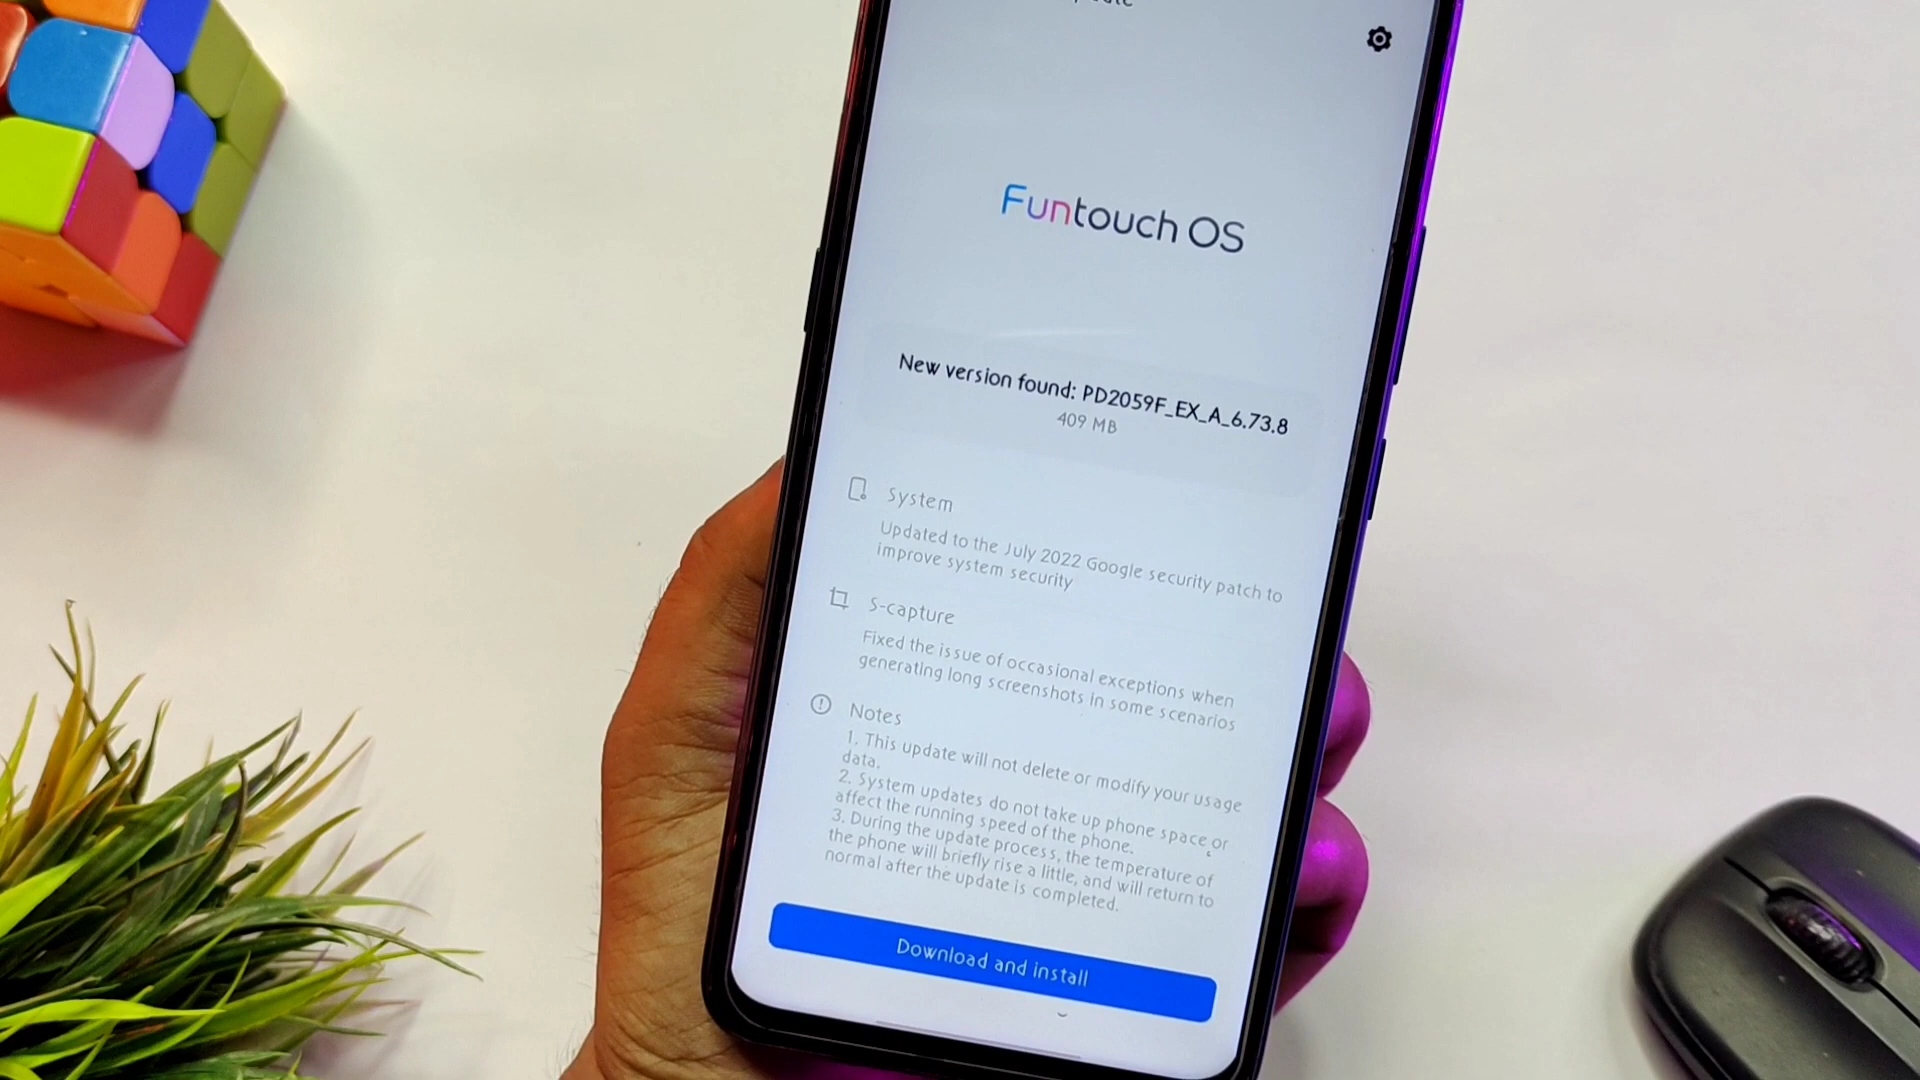 Funtouch OS
New version found: PD2059F_EX_A_6.73.8
409 MB
System
Updated to the July 2022 Google security patch to
improve system security
S-capture
Fixed the issue of occasional exceptions when
generating long screenshots in some scenarios
Notes
1. This update will not delete or modify your usage
data.
2. System updates do not take up phone space or
affect the running speed of the phone.
3. During the update process, the temperature of
the phone will briefly rise a little, and will return to
normal after the update is completed.
Download and install